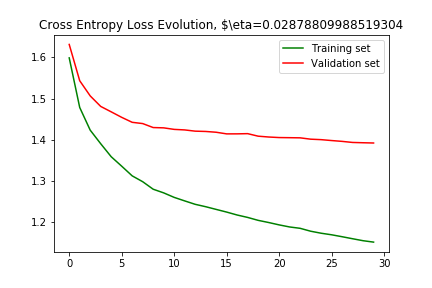 Cross Entropy Loss Evolution, $\eta=0.02878809988519304
Training set
Validation set
1.6
1.5
1.4
1.3
1.2
0 5 10 15 20 25 30